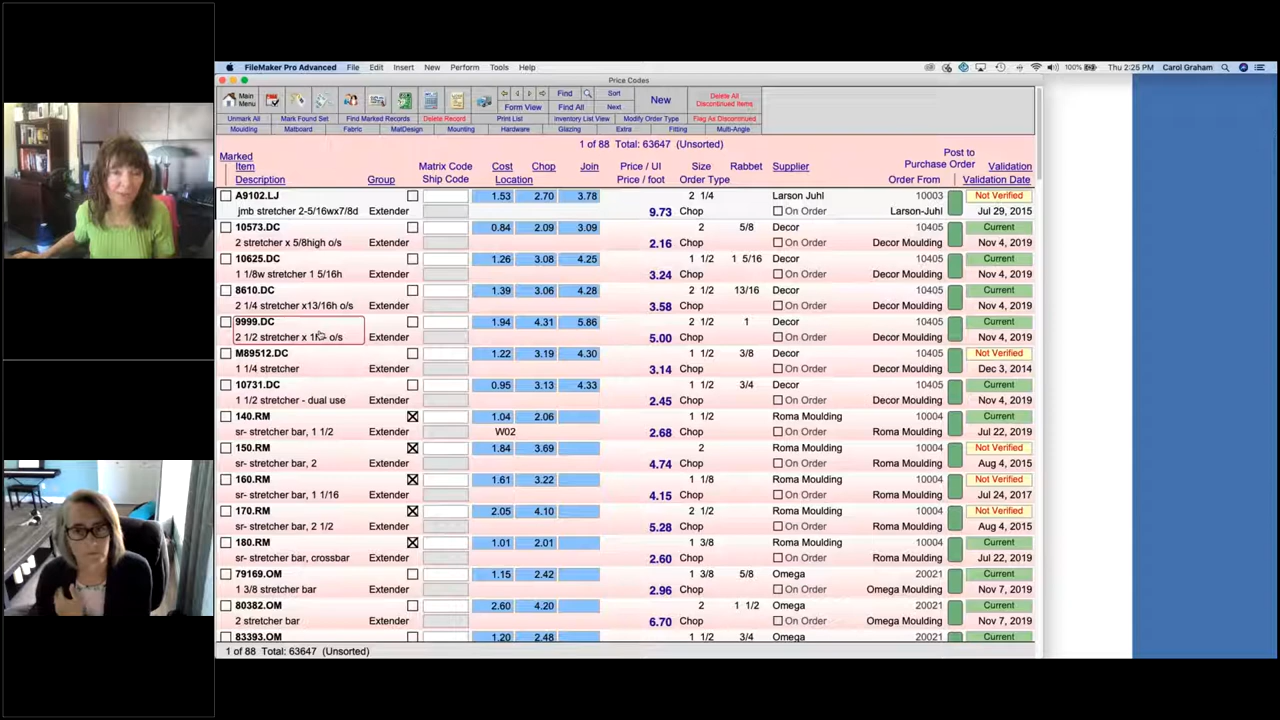 FileMaker Pro Advanced File Edit Insert New Perform Tools Help 100% Thu 2:25 PM Carol Graham
Price Codes
Main Menu Find Sort New Delete All Discontinued Items
Form View Find All Next
Unmark All Mark Found Set Find Marked Records Delete Record Print List Inventory List View Modify Order Type Flag As Discontinued
Moulding Matboard Fabric MatDesign Mounting Hardware Glazing Extra Fitting Multi-Angle
1 of 88 Total: 63647 (Unsorted)
Marked Post to
Item Matrix Code Cost Chop Join Price / UI Size Rabbet Supplier Purchase Order Validation
Description Group Ship Code Location Price / foot Order Type Order From Validation Date
A9102.LJ 1.53 2.70 3.78 2 1/4 Larson Juhl 10003 Not Verified
jmb stretcher 2-5/16wx7/8d Extender 9.73 Chop On Order Larson-Juhl Jul 29, 2015
10573.DC 0.84 2.09 3.09 2 5/8 Decor 10405 Current
2 stretcher x 5/8high o/s Extender 2.16 Chop On Order Decor Moulding Nov 4, 2019
10625.DC 1.26 3.08 4.25 1 1/2 1 5/16 Decor 10405 Current
1 1/8w stretcher 1 5/16h Extender 3.24 Chop On Order Decor Moulding Nov 4, 2019
8610.DC 1.39 3.06 4.28 2 1/2 13/16 Decor 10405 Current
2 1/4 stretcher x13/16h o/s Extender 3.58 Chop On Order Decor Moulding Nov 4, 2019
9999.DC 1.94 4.31 5.86 2 1/2 1 Decor 10405 Current
2 1/2 stretcher x o/s Extender 5.00 Chop On Order Decor Moulding Nov 4, 2019
M89512.DC 1.22 3.19 4.30 1 1/2 3/8 Decor 10405 Not Verified
1 1/4 stretcher Extender 3.14 Chop On Order Decor Moulding Dec 3, 2014
10731.DC 0.95 3.13 4.33 1 1/2 3/4 Decor 10405 Current
1 1/2 stretcher - dual use Extender 2.45 Chop On Order Decor Moulding Nov 4, 2019
140.RM 1.04 2.06 1 1/2 Roma Moulding 10004 Current
sr- stretcher bar, 1 1/2 Extender W02 2.68 Chop On Order Roma Moulding Jul 22, 2019
150.RM 1.84 3.69 2 Roma Moulding 10004 Not Verified
sr- stretcher bar, 2 Extender 4.74 Chop On Order Roma Moulding Aug 4, 2015
160.RM 1.61 3.22 1 1/8 Roma Moulding 10004 Not Verified
sr- stretcher bar, 1 1/16 Extender 4.15 Chop On Order Roma Moulding Jul 24, 2017
170.RM 2.05 4.10 2 1/2 Roma Moulding 10004 Not Verified
sr- stretcher bar, 2 1/2 Extender 5.28 Chop On Order Roma Moulding Aug 4, 2015
180.RM 1.01 2.01 1 3/8 Roma Moulding 10004 Current
sr- stretcher bar, crossbar Extender 2.60 Chop On Order Roma Moulding Jul 22, 2019
79169.OM 1.15 2.42 1 3/8 5/8 Omega 20021 Current
1 3/8 stretcher bar Extender 2.96 Chop On Order Omega Moulding Nov 7, 2019
80382.OM 2.60 4.20 2 1 1/2 Omega 20021 Current
2 stretcher bar Extender 6.70 Chop On Order Omega Moulding Nov 7, 2019
83393.OM 1.20 2.48 1 1/2 3/4 Omega 20021 Current
1 of 88 Total: 63647 (Unsorted)